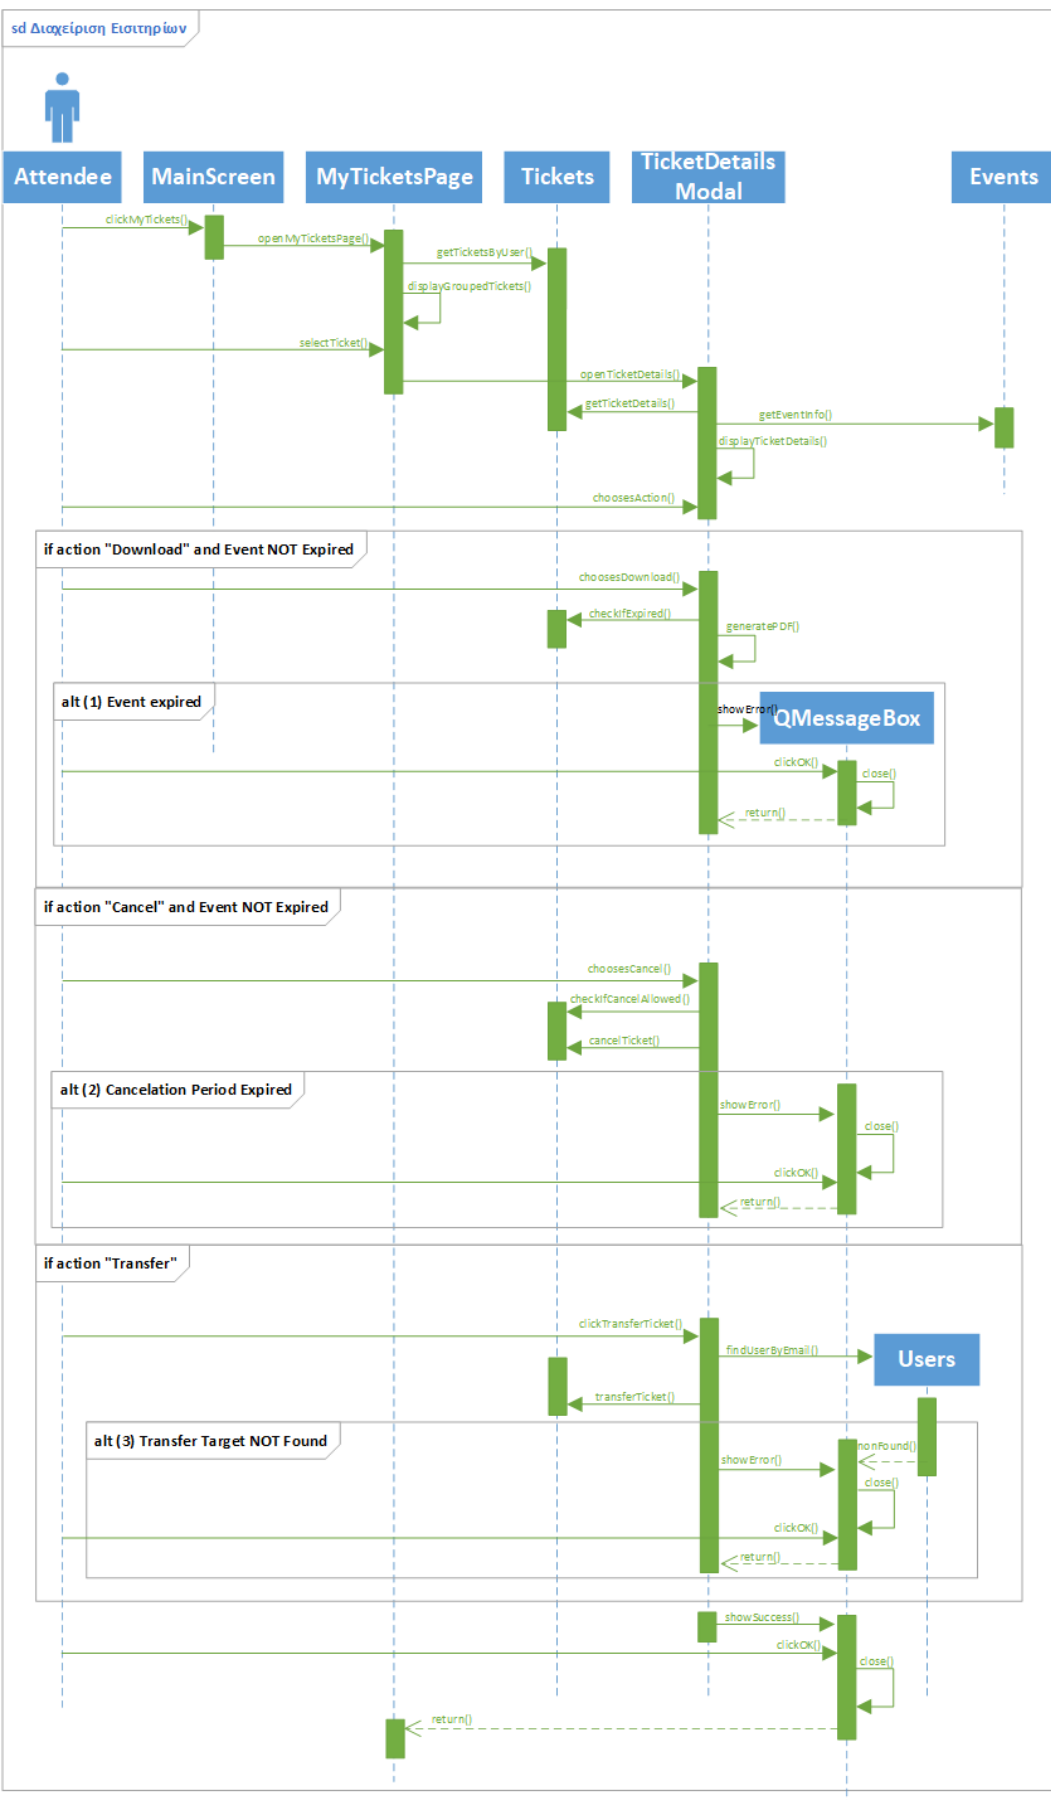 sd Διαχείριση Εισιτηρίων
Attendee
MainScreen
MyTicketsPage
Tickets
TicketDetails
Modal
Events
clickMyTickets()
openMyTicketsPage()
getTicketsByUser()
displayGroupedTickets()
selectTicket()
openTicketDetails()
getTicketDetails()
getEventInfo()
displayTicketDetails()
choosesAction()
if action "Download" and Event NOT Expired
choosesDownload()
checkIfExpired()
generatePDF()
alt (1) Event expired
showError()
QMessageBox
clickOK()
close()
return()
if action "Cancel" and Event NOT Expired
choosesCancel()
checkIfCancelAllowed()
cancelTicket()
alt (2) Cancelation Period Expired
showError()
close()
clickOK()
return()
if action "Transfer"
clickTransferTicket()
findUserByEmail()
Users
transferTicket()
alt (3) Transfer Target NOT Found
nonFound()
showError()
close()
clickOK()
return()
showSuccess()
clickOK()
close()
return()